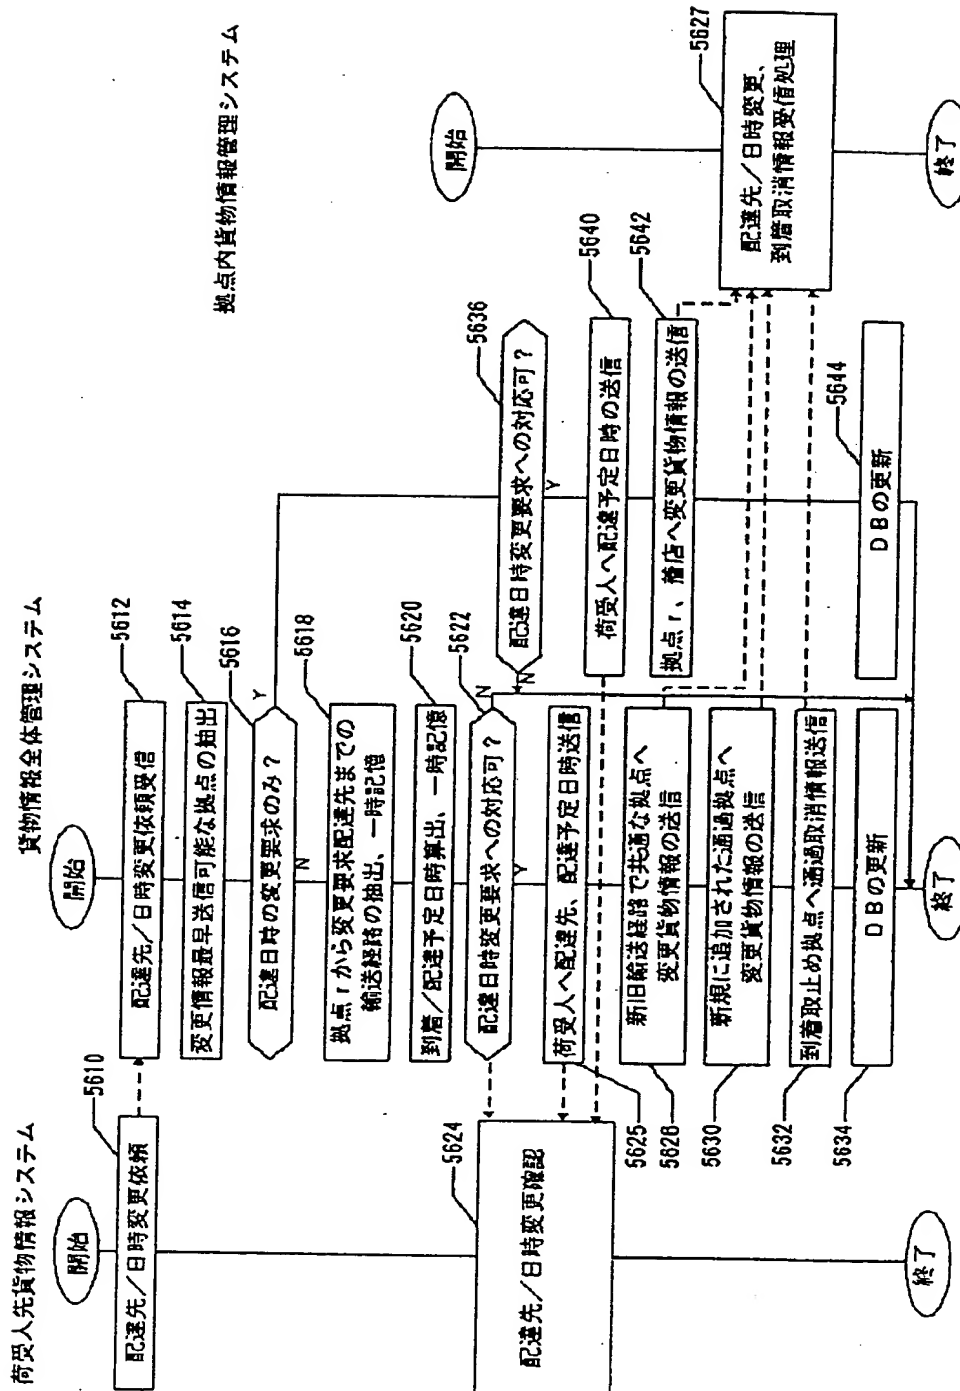 荷受人先貨物情報システム
開始
配達先／日時変更依頼
5610
配達先／日時変更確認
5624
終了
貨物情報全体管理システム
開始
配達先／日時変更依頼受信
5612
変更情報最早送信可能な拠点の抽出
5614
配達日時の変更要求のみ？
5616
Y
N
拠点ｒから変更要求配達先までの
輸送経路の抽出、一時記憶
5618
到着／配達予定日時算出、一時記憶
5620
配達日時変更要求への対応可？
5622
N
Y
荷受人へ配達先、配達予定日時送信
5625
新旧輸送経路で共通な拠点へ
変更貨物情報の送信
5626
新規に追加された通過拠点へ
変更貨物情報の送信
5630
到着取止め拠点へ通過取消情報送信
5632
ＤＢの更新
5634
終了
配達日時変更要求への対応可？
5636
N
Y
荷受人へ配達予定日時の送信
5640
拠点ｒ、着店へ変更貨物情報の送信
5642
ＤＢの更新
5644
拠点内貨物情報管理システム
開始
配達先／日時変更、
到着取消情報受信処理
5627
終了